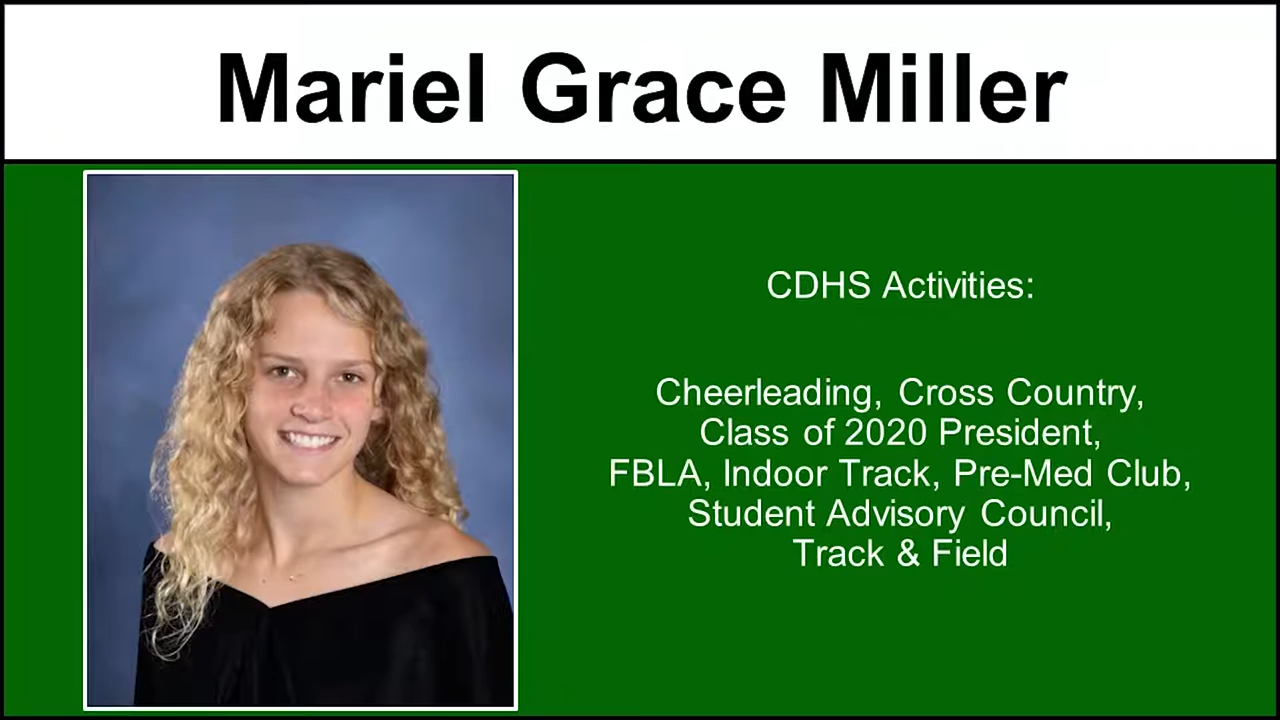 Mariel Grace Miller
CDHS Activities:
Cheerleading, Cross Country,
Class of 2020 President,
FBLA, Indoor Track, Pre-Med Club,
Student Advisory Council,
Track & Field